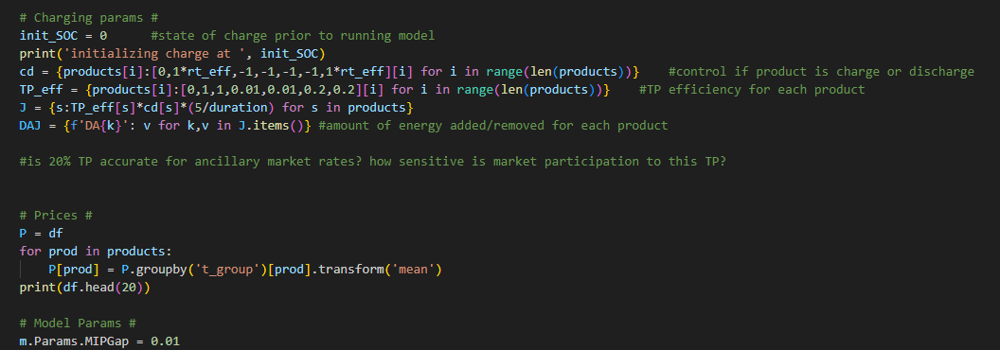 # Charging params #
init_SOC = 0      #state of charge prior to running model
print('initializing charge at ', init_SOC)
cd = {products[i]:[0,1*rt_eff,-1,-1,-1,-1,1*rt_eff][i] for i in range(len(products))}    #control if product is charge or discharge
TP_eff = {products[i]:[0,1,1,0.01,0.01,0.2,0.2][i] for i in range(len(products))}    #TP efficiency for each product
J = {s:TP_eff[s]*cd[s]*(5/duration) for s in products}
DAJ = {f'DA{k}': v for k,v in J.items()} #amount of energy added/removed for each product
#is 20% TP accurate for ancillary market rates? how sensitive is market participation to this TP?
# Prices #
P = df
for prod in products:
    P[prod] = P.groupby('t_group')[prod].transform('mean')
print(df.head(20))
# Model Params #
m.Params.MIPGap = 0.01